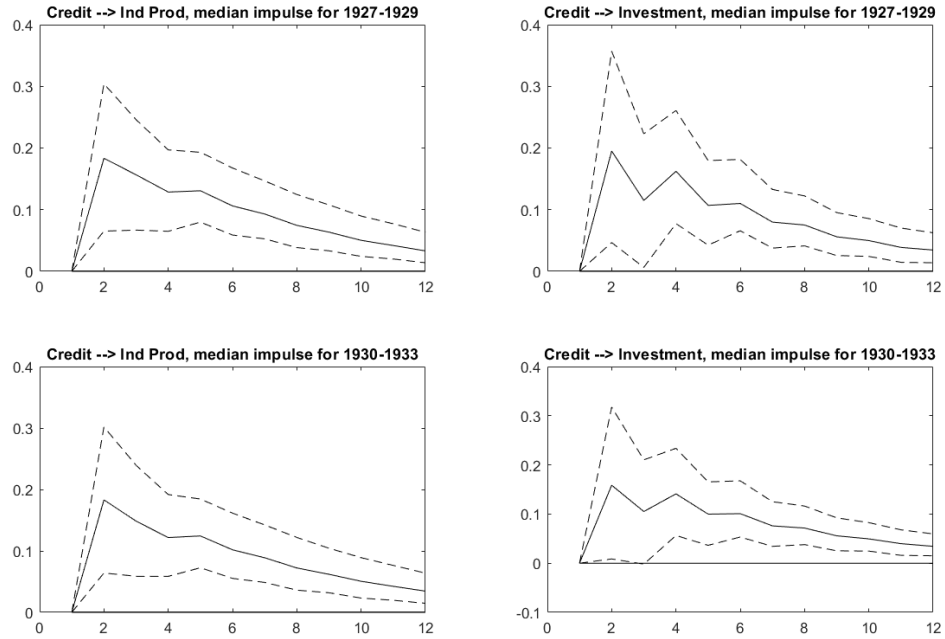 Credit --> Ind Prod, median impulse for 1927-1929
0.4
0.3
0.2
0.1
0
0 2 4 6 8 10 12
Credit --> Investment, median impulse for 1927-1929
0.4
0.3
0.2
0.1
0
0 2 4 6 8 10 12
Credit --> Ind Prod, median impulse for 1930-1933
0.4
0.3
0.2
0.1
0
0 2 4 6 8 10 12
Credit --> Investment, median impulse for 1930-1933
0.4
0.3
0.2
0.1
0
-0.1
0 2 4 6 8 10 12